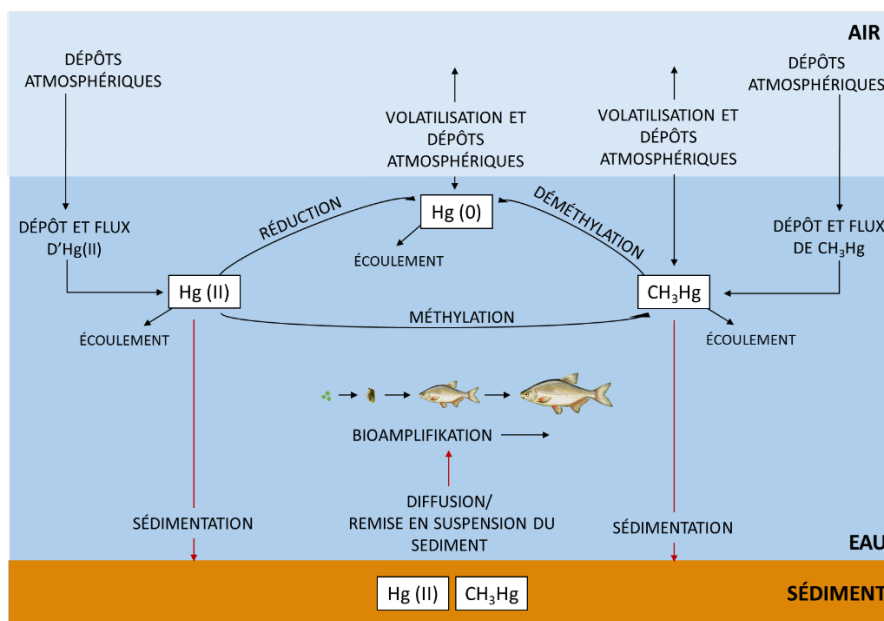 AIR
DÉPÔTS
ATMOSPHÉRIQUES
DÉPÔTS
ATMOSPHÉRIQUES
VOLATILISATION ET
DÉPÔTS
ATMOSPHÉRIQUES
VOLATILISATION ET
DÉPÔTS
ATMOSPHÉRIQUES
RÉDUCTION
Hg (0)
DÉMÉTHYLATION
DÉPÔT ET FLUX
D’Hg(II)
DÉPÔT ET FLUX
DE CH₃Hg
ÉCOULEMENT
Hg (II)
CH₃Hg
MÉTHYLATION
ÉCOULEMENT
ÉCOULEMENT
BIOAMPLIFIKATION
DIFFUSION/
REMISE EN SUSPENSION DU
SEDIMENT
SÉDIMENTATION
SÉDIMENTATION
EAU
Hg (II)
CH₃Hg
SÉDIMENT